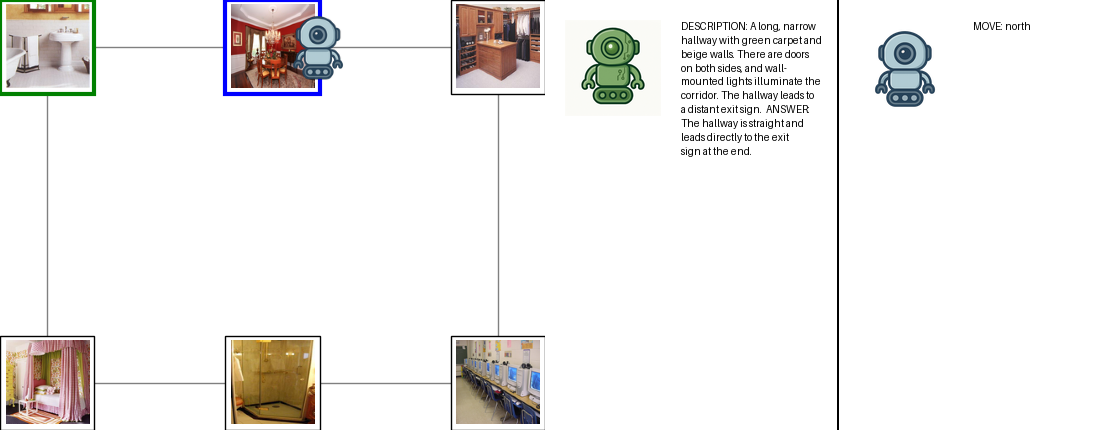 DESCRIPTION: A long, narrow
hallway with green carpet and
beige walls. There are doors
on both sides, and wall-
mounted lights illuminate the
corridor. The hallway leads to
a distant exit sign.  ANSWER:
The hallway is straight and
leads directly to the exit
sign at the end.
MOVE: north